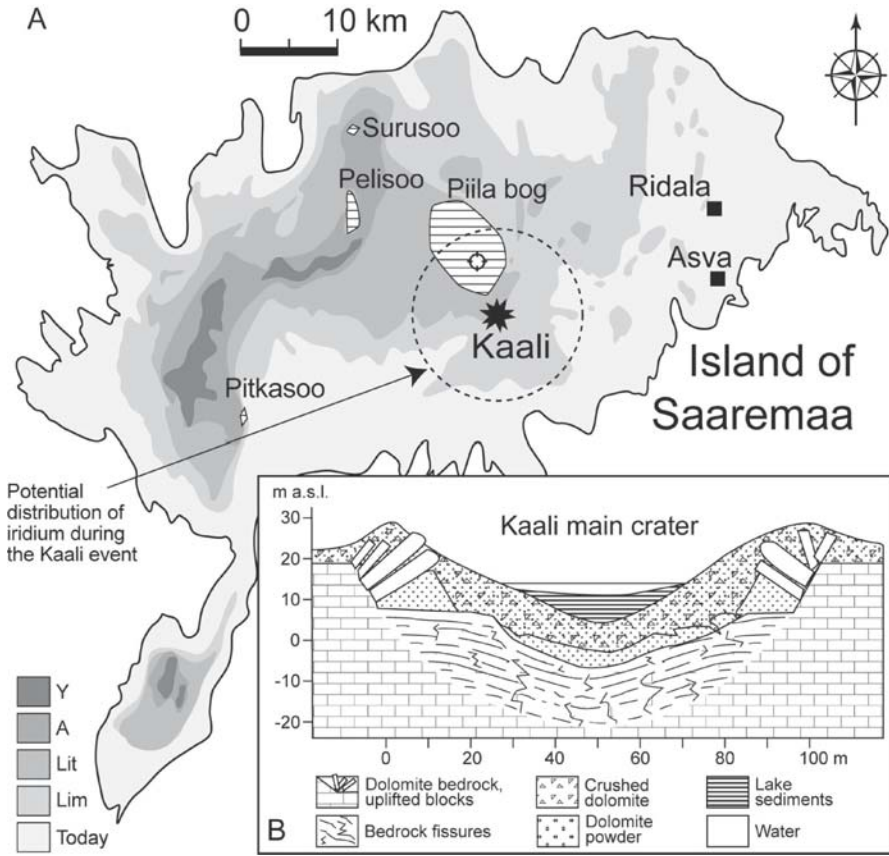 A
0 10 km
Surusoo
Pelisoo
Piila bog
Ridala
Asva
Kaali
Island of
Saaremaa
Pitkasoo
Potential
distribution of
iridium during
the Kaali event
Y
A
Lit
Lim
Today
m a.s.l.
Kaali main crater
30
20
10
0
-10
-20
0 20 40 60 80 100 m
Dolomite bedrock,
uplifted blocks
Crushed
dolomite
Lake
sediments
B
Bedrock fissures
Dolomite
powder
Water